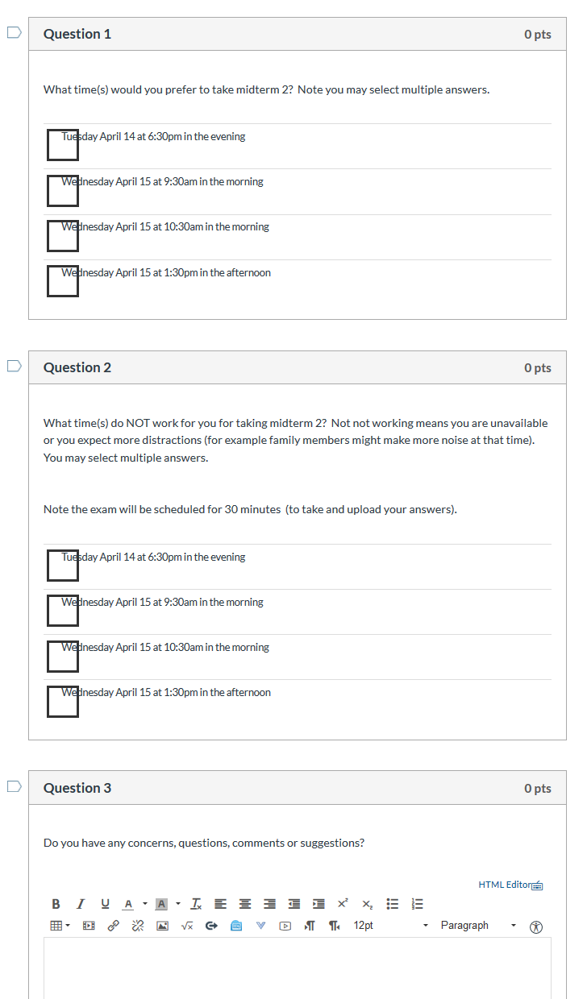 Question 1
0 pts
What time(s) would you prefer to take midterm 2? Note you may select multiple answers.
Tuesday April 14 at 6:30pm in the evening
Wednesday April 15 at 9:30am in the morning
Wednesday April 15 at 10:30am in the morning
Wednesday April 15 at 1:30pm in the afternoon
Question 2
0 pts
What time(s) do NOT work for you for taking midterm 2? Not not working means you are unavailable
or you expect more distractions (for example family members might make more noise at that time).
You may select multiple answers.
Note the exam will be scheduled for 30 minutes (to take and upload your answers).
Tuesday April 14 at 6:30pm in the evening
Wednesday April 15 at 9:30am in the morning
Wednesday April 15 at 10:30am in the morning
Wednesday April 15 at 1:30pm in the afternoon
Question 3
0 pts
Do you have any concerns, questions, comments or suggestions?
HTML Editor
B I U A A
12pt Paragraph